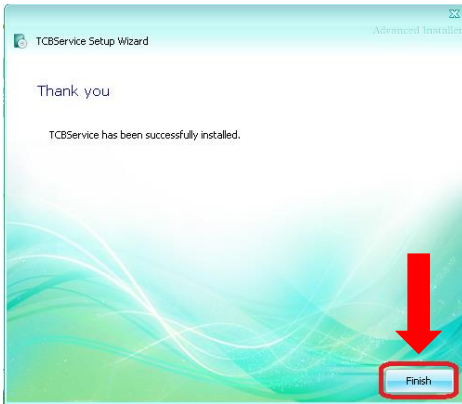 TCBService Setup Wizard
Advanced Installer
Thank you
TCBService has been successfully installed.
Finish